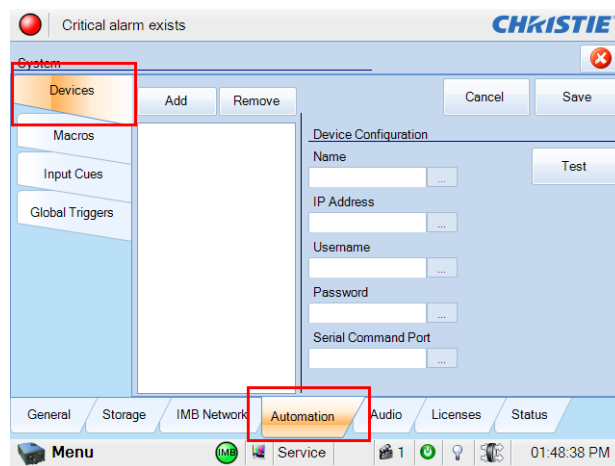 Critical alarm exists
CHRISTIE
System
Devices
Add
Remove
Cancel
Save
Macros
Input Cues
Global Triggers
Device Configuration
Name
...
Test
IP Address
...
Username
...
Password
...
Serial Command Port
...
General
Storage
IMB Network
Automation
Audio
Licenses
Status
Menu
IMB
Service
1
01:48:38 PM